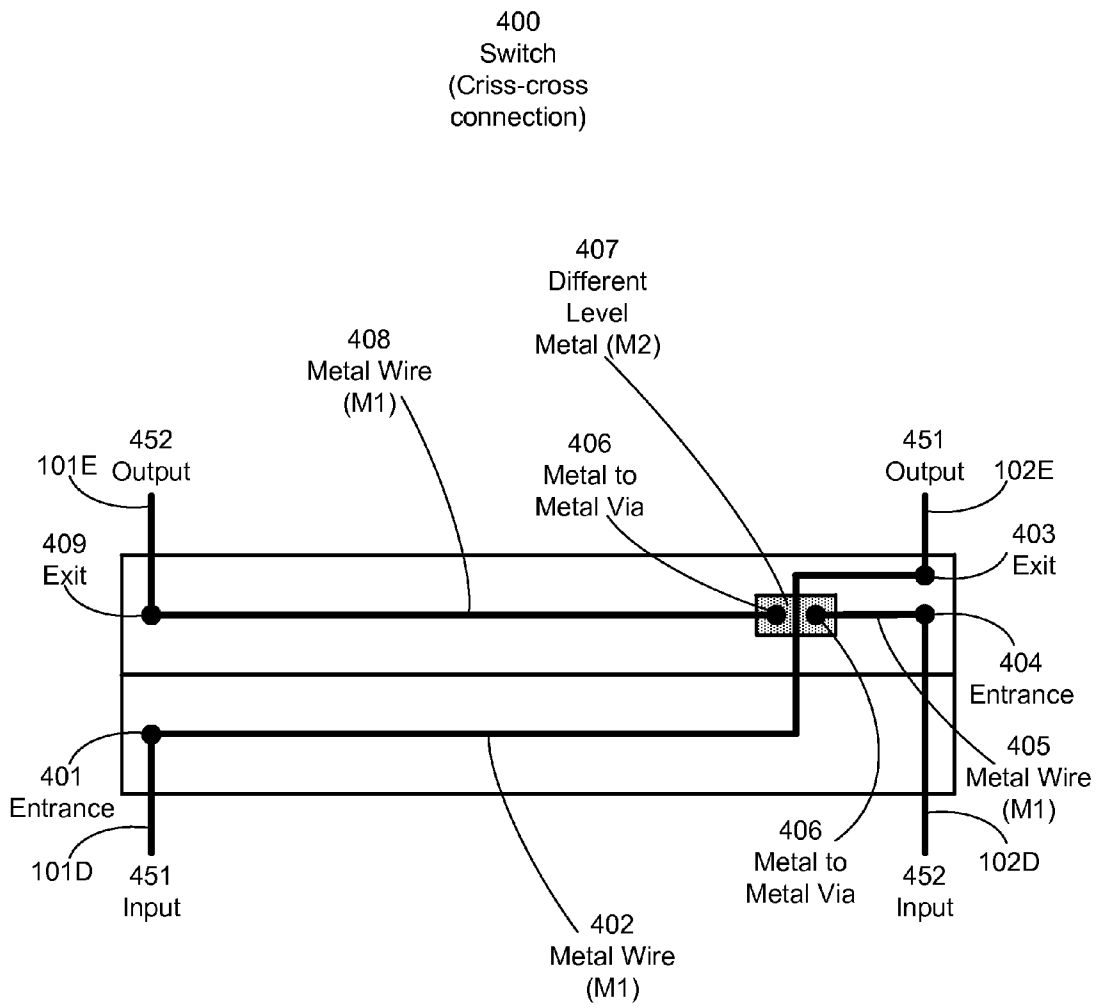 400
Switch
(Criss-cross
connection)
407
Different
Level
Metal (M2)
408
Metal Wire
(M1)
406
Metal to
Metal Via
452
Output
101E
451
Output
102E
409
Exit
403
Exit
404
Entrance
401
Entrance
405
Metal Wire
(M1)
101D
451
Input
406
Metal to
Metal Via
452
Input
102D
402
Metal Wire
(M1)